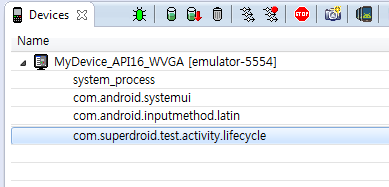 Devices
Name
MyDevice_API16_WVGA [emulator-5554]
system_process
com.android.systemui
com.android.inputmethod.latin
com.superdroid.test.activity.lifecycle